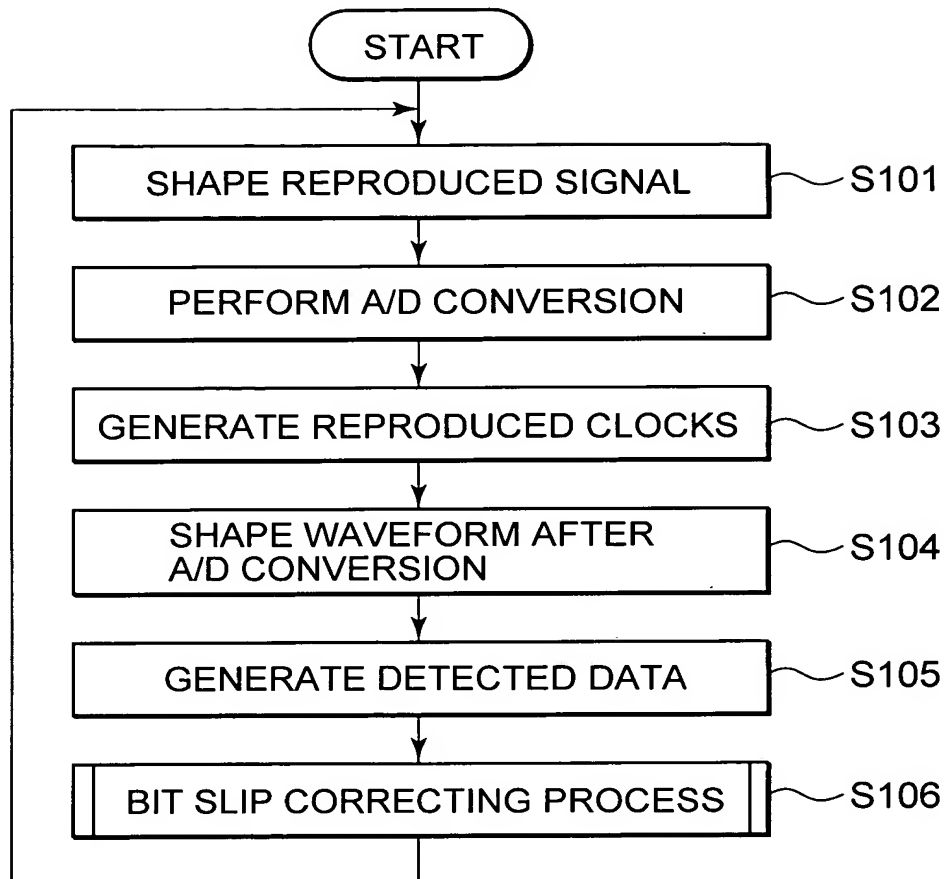 START
SHAPE REPRODUCED SIGNAL
S101
PERFORM A/D CONVERSION
S102
GENERATE REPRODUCED CLOCKS
S103
SHAPE WAVEFORM AFTER
A/D CONVERSION
S104
GENERATE DETECTED DATA
S105
BIT SLIP CORRECTING PROCESS
S106